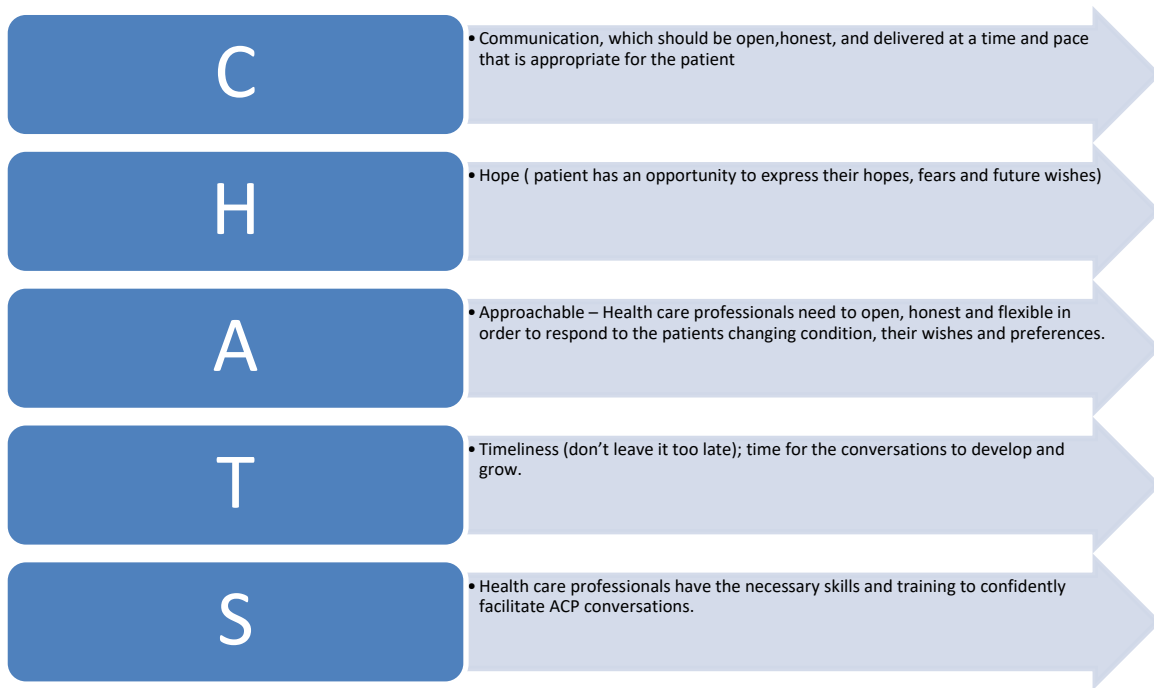 C
• Communication, which should be open,honest, and delivered at a time and pace
that is appropriate for the patient
H
• Hope ( patient has an opportunity to express their hopes, fears and future wishes)
A
• Approachable – Health care professionals need to open, honest and flexible in
order to respond to the patients changing condition, their wishes and preferences.
T
• Timeliness (don’t leave it too late); time for the conversations to develop and
grow.
S
• Health care professionals have the necessary skills and training to confidently
facilitate ACP conversations.